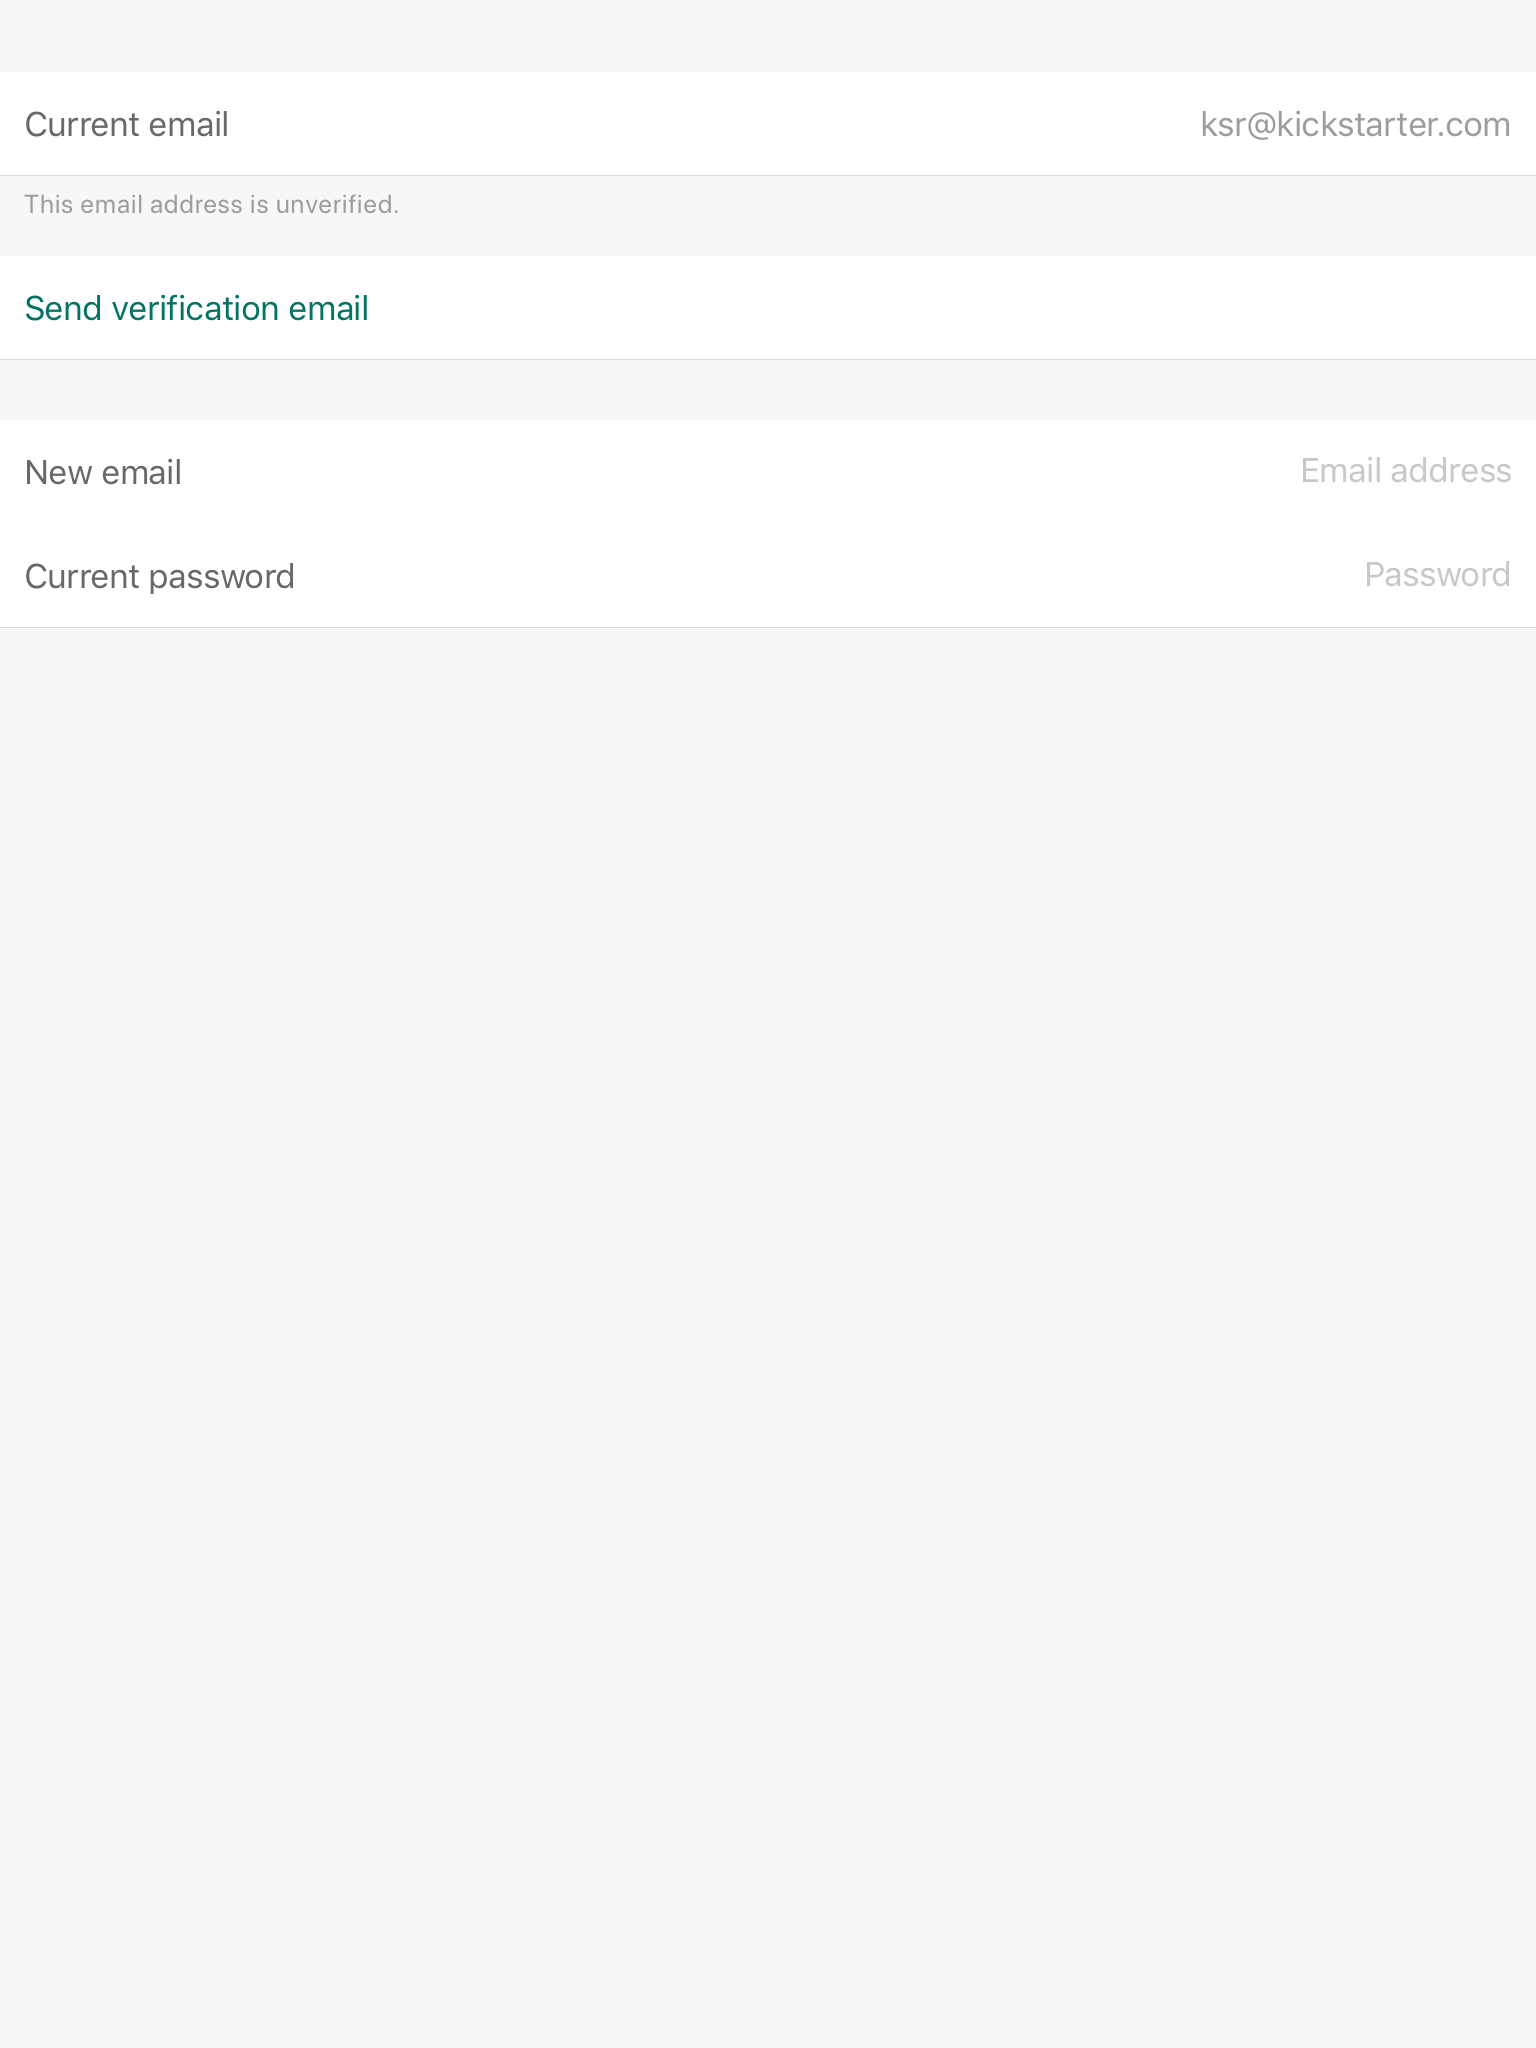 Current email ksr@kickstarter.com
This email address is unverified.
Send verification email
New email Email address
Current password Password